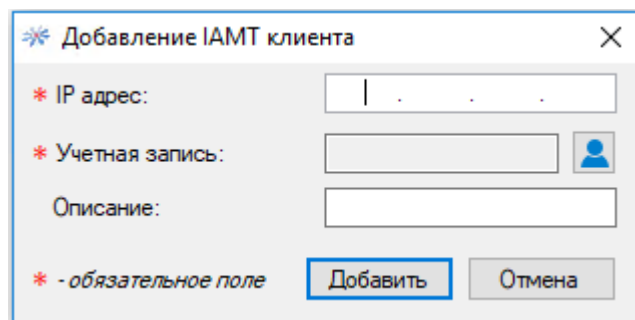 Добавление IAMT клиента
* IP адрес: . . .
* Учетная запись:
Описание:
* - обязательное поле Добавить Отмена